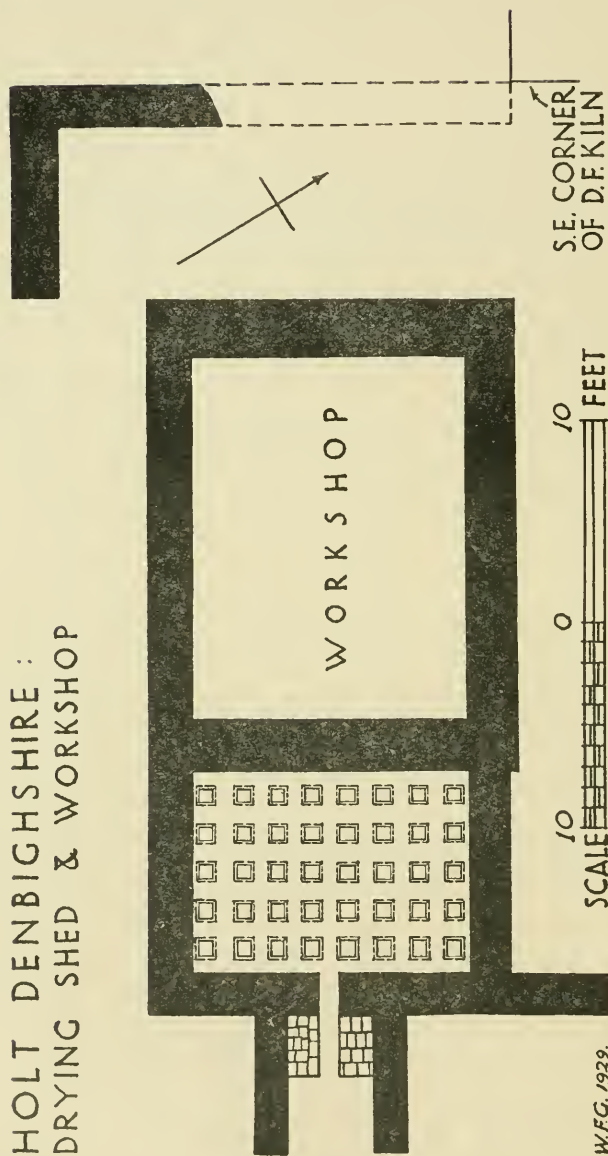 HOLT DENBIGHSHIRE :
DRYING SHED & WORKSHOP
WORKSHOP
S.E. CORNER
OF D.F. KILN
10 0 10
SCALE FEET
W.F.G. 1929.